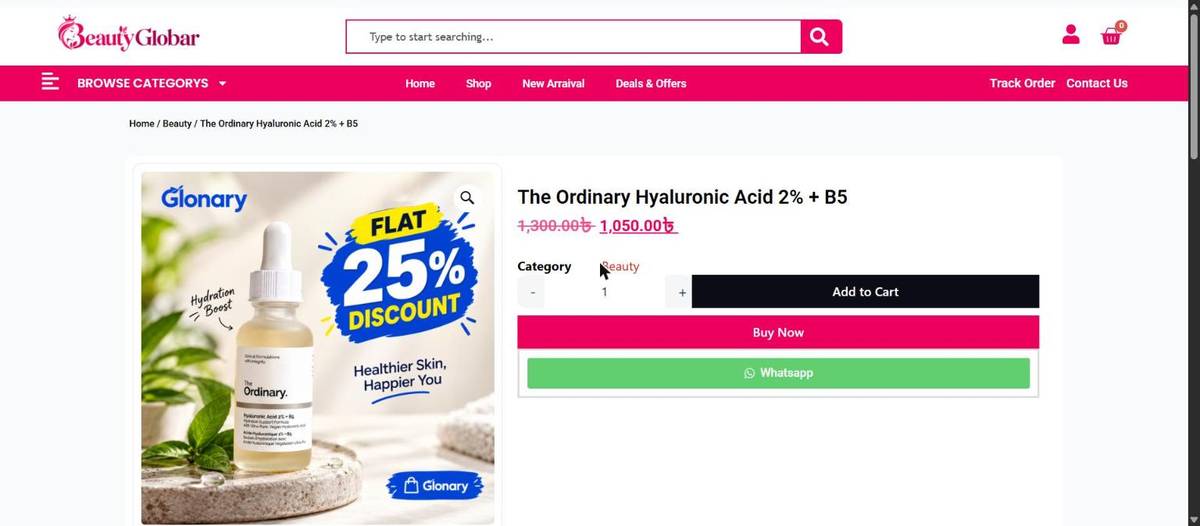 BeautyGlobar
Type to start searching...
0
BROWSE CATEGORYS
Home
Shop
New Arraival
Deals & Offers
Track Order
Contact Us
Home / Beauty / The Ordinary Hyaluronic Acid 2% + B5
Glonary
FLAT
25%
DISCOUNT
Hydration
Boost
Healthier Skin,
Happier You
The
Ordinary.
Hyaluronic Acid 2% + B5
Glonary
The Ordinary Hyaluronic Acid 2% + B5
1,300.00৳ 1,050.00৳
Category Beauty
- 1 +
Add to Cart
Buy Now
Whatsapp